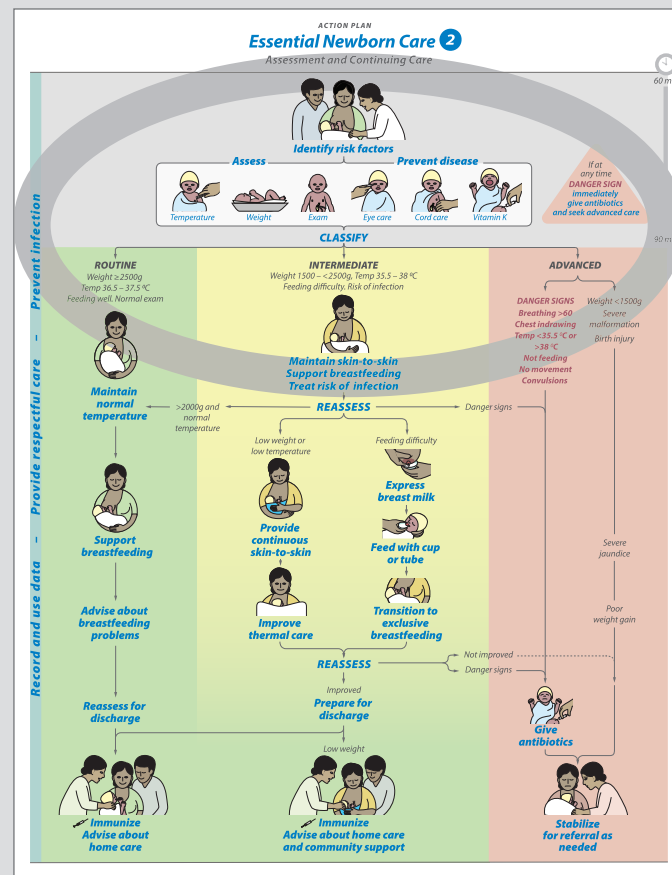 ACTION PLAN
Essential Newborn Care 2
Assessment and Continuing Care
60 m
Identify risk factors
Assess
Prevent disease
Temperature
Weight
Exam
Eye care
Cord care
Vitamin K
If at
any time
DANGER SIGN
immediately
give antibiotics
and seek advanced care
CLASSIFY
90 m
ROUTINE
Weight ≥2500g
Temp 36.5 – 37.5 ºC
Feeding well. Normal exam
INTERMEDIATE
Weight 1500 – <2500g, Temp 35.5 – 38 ºC
Feeding difficulty. Risk of infection
ADVANCED
DANGER SIGNS
Breathing >60
Chest indrawing
Temp <35.5 ºC or
>38 ºC
Not feeding
No movement
Convulsions
Weight <1500g
Severe
malformation
Birth injury
Maintain skin-to-skin
Support breastfeeding
Treat risk of infection
Maintain
normal
temperature
>2000g and
normal
temperature
REASSESS
Danger signs
Low weight or
low temperature
Feeding difficulty
Express
breast milk
Provide
continuous
skin-to-skin
Feed with cup
or tube
Support
breastfeeding
Severe
jaundice
Advise about
breastfeeding
problems
Improve
thermal care
Transition to
exclusive
breastfeeding
Poor
weight gain
REASSESS
Not improved
Danger signs
Improved
Reassess for
discharge
Prepare for
discharge
Give
antibiotics
Low weight
Immunize
Advise about
home care
Immunize
Advise about home care
and community support
Stabilize
for referral as
needed
Record and use data – Provide respectful care – Prevent infection